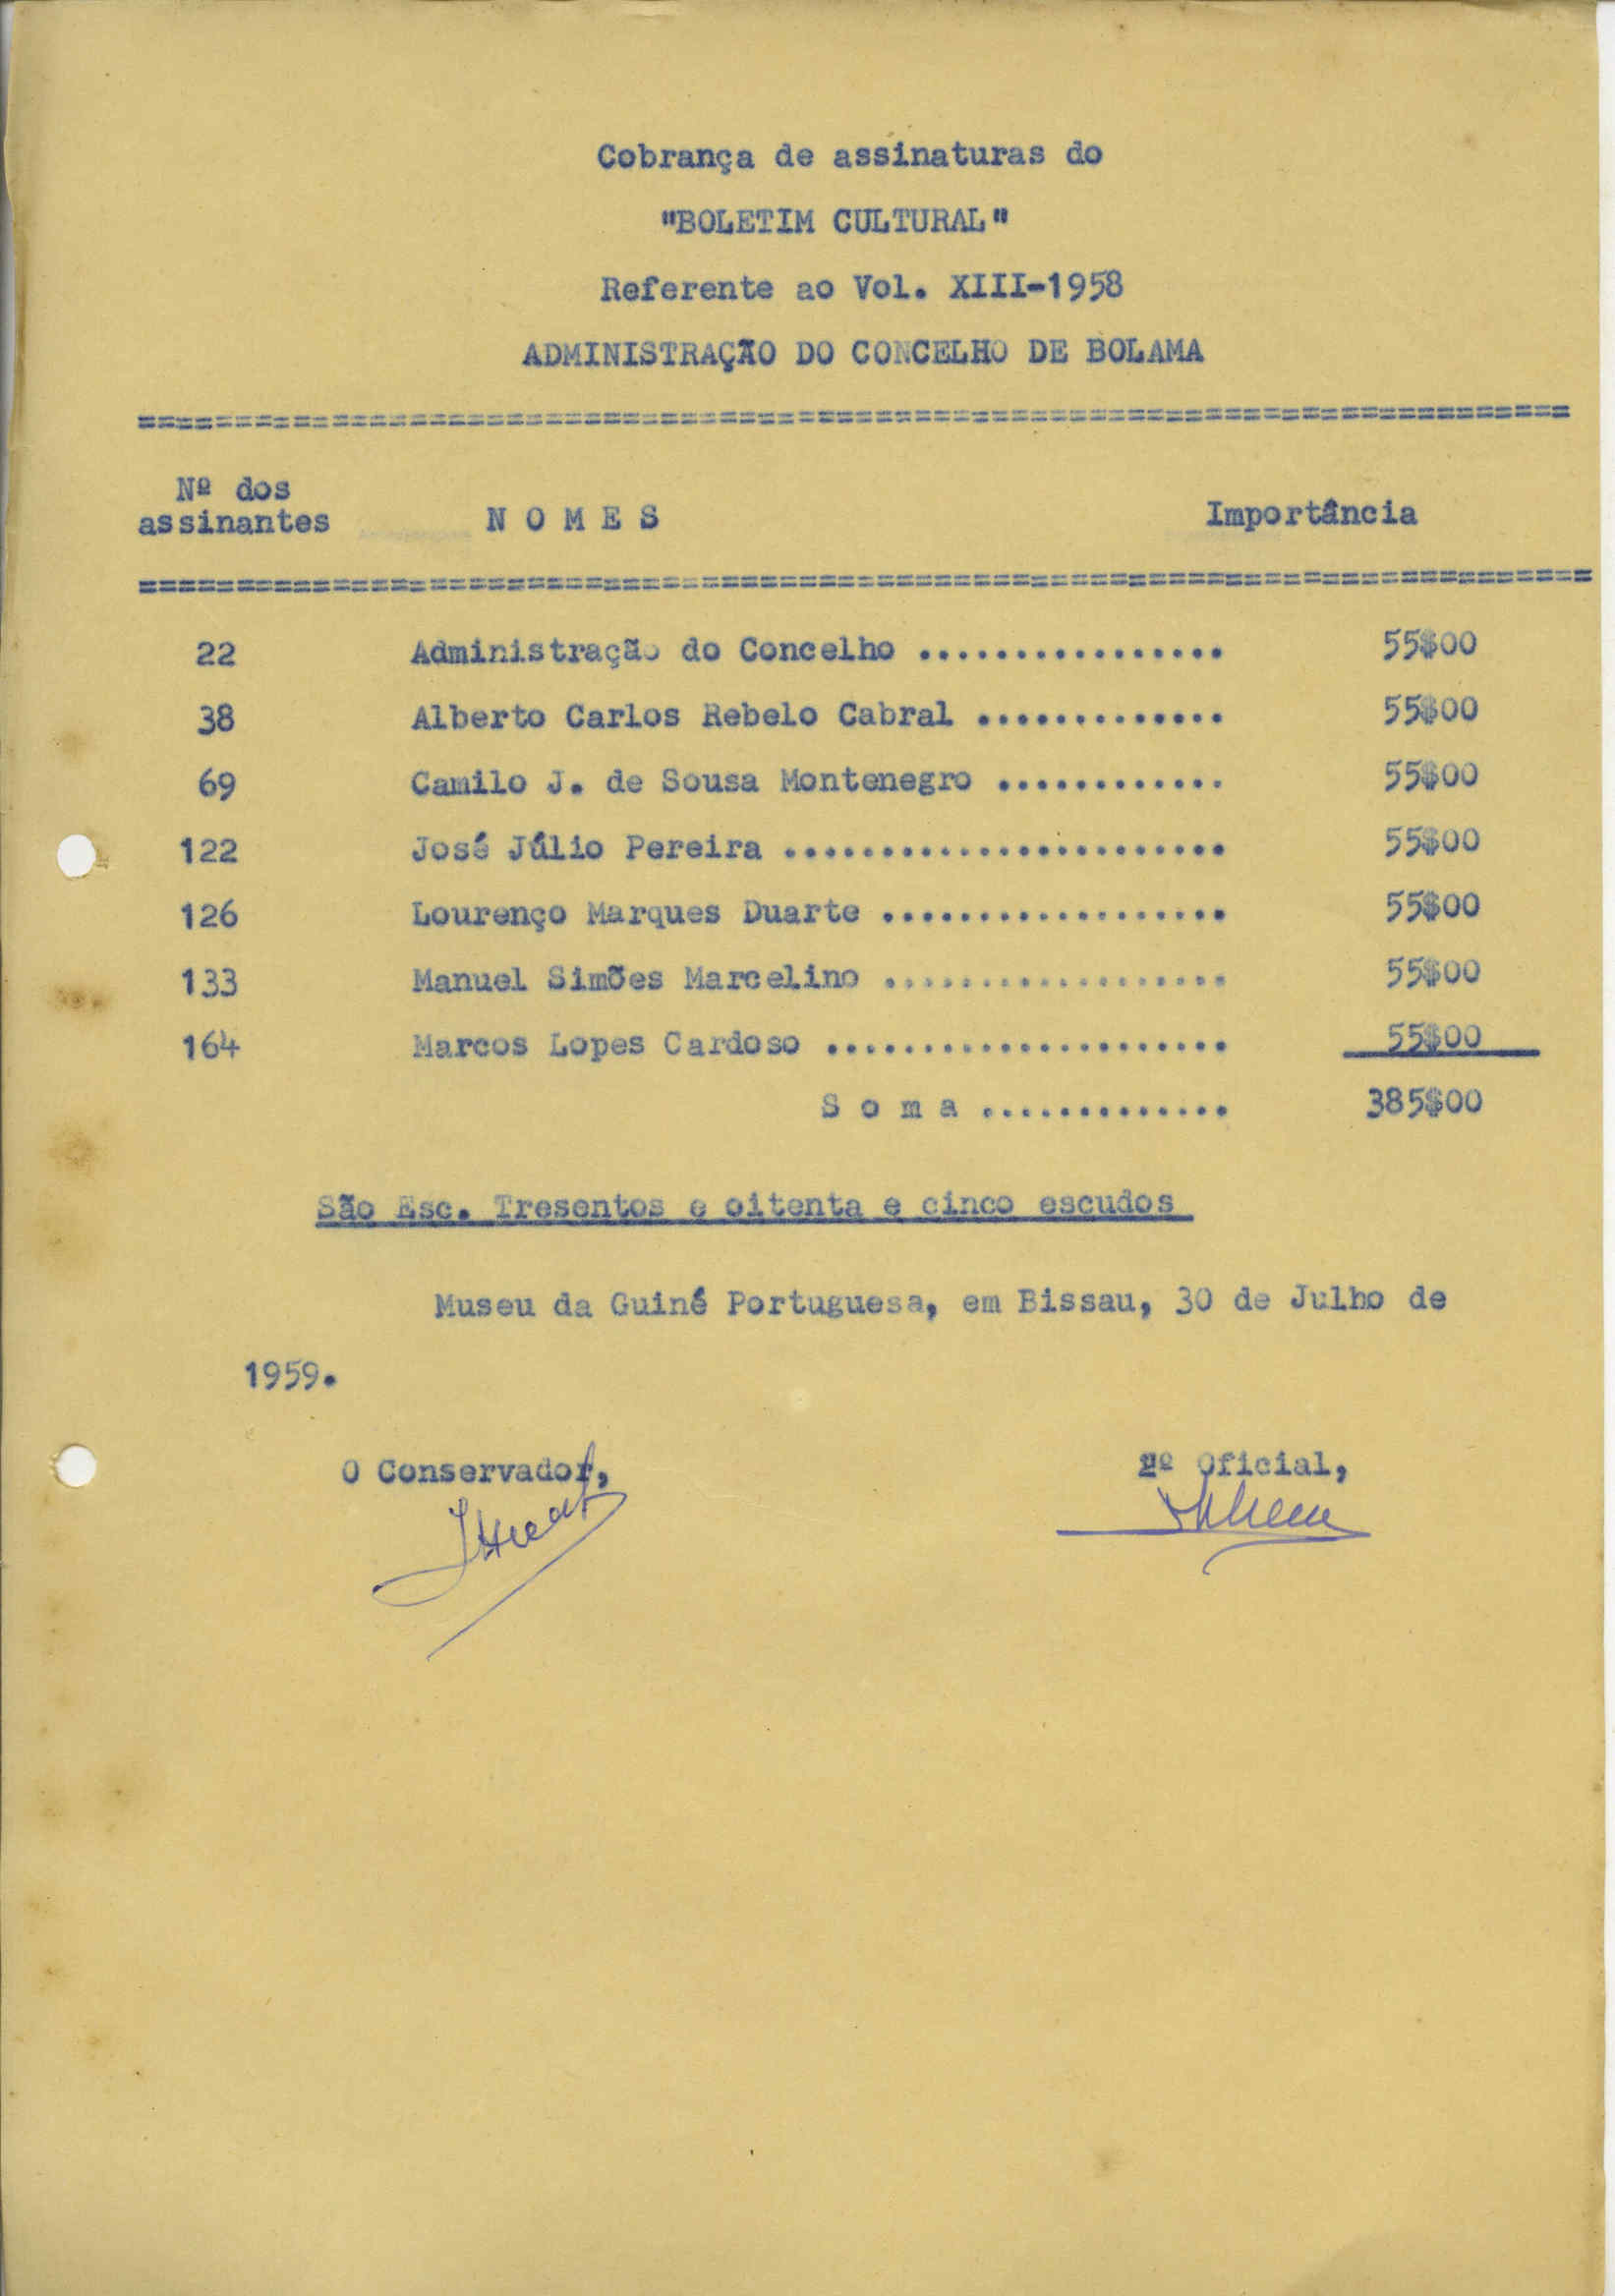 Cobrança de assinaturas do
"BOLETIM CULTURAL"
Referente ao Vol. XIII-1958
ADMINISTRAÇÃO DO CONCELHO DE BOLAMA
Nº dos
assinantes N O M E S Importância
22 Administração do Concelho ................ 55$00
38 Alberto Carlos Rebelo Cabral ............. 55$00
69 Camilo J. de Sousa Montenegro ............ 55$00
122 José Júlio Pereira ....................... 55$00
126 Lourenço Marques Duarte .................. 55$00
133 Manuel Simões Marcelino .................. 55$00
164 Marcos Lopes Cardoso ..................... 55$00
S o m a ............. 385$00
São Esc. Tresentos e oitenta e cinco escudos
Museu da Guiné Portuguesa, em Bissau, 30 de Julho de
1959.
O Conservador, 2º Oficial,